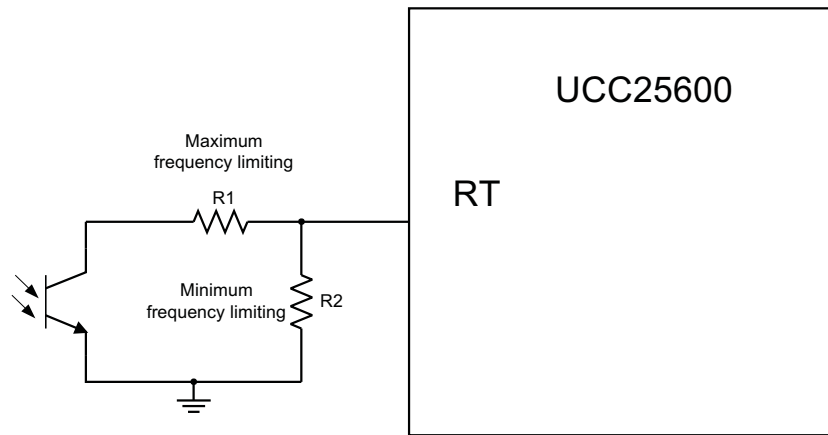 UCC25600
Maximum
frequency limiting
R1
RT
Minimum
frequency limiting
R2